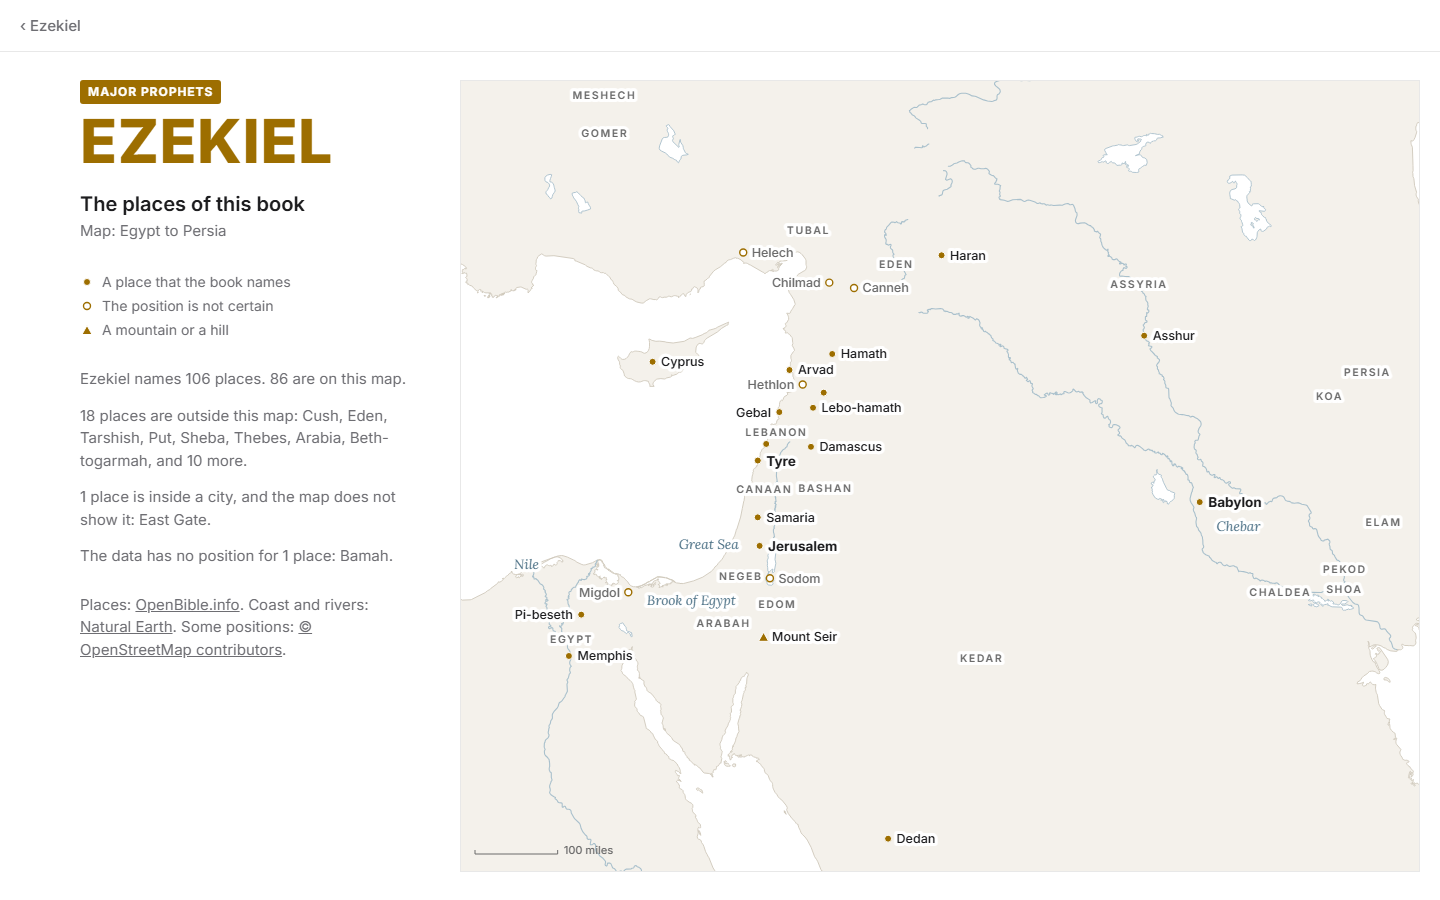 ‹ Ezekiel
MAJOR PROPHETS
EZEKIEL
The places of this book
Map: Egypt to Persia
A place that the book names
The position is not certain
A mountain or a hill
Ezekiel names 106 places. 86 are on this map.
18 places are outside this map: Cush, Eden,
Tarshish, Put, Sheba, Thebes, Arabia, Beth-
togarmah, and 10 more.
1 place is inside a city, and the map does not
show it: East Gate.
The data has no position for 1 place: Bamah.
Places: OpenBible.info. Coast and rivers:
Natural Earth. Some positions: ©
OpenStreetMap contributors.
MESHECH
GOMER
TUBAL
Helech
EDEN
Haran
Chilmad
Canneh
ASSYRIA
Asshur
Hamath
Cyprus
Arvad
PERSIA
Hethlon
KOA
Gebal
Lebo-hamath
LEBANON
Damascus
Tyre
CANAAN
BASHAN
Babylon
Samaria
ELAM
Chebar
Great Sea
Jerusalem
Nile
PEKOD
NEGEB
Sodom
SHOA
CHALDEA
Migdol
Brook of Egypt
EDOM
Pi-beseth
ARABAH
EGYPT
Mount Seir
Memphis
KEDAR
Dedan
100 miles